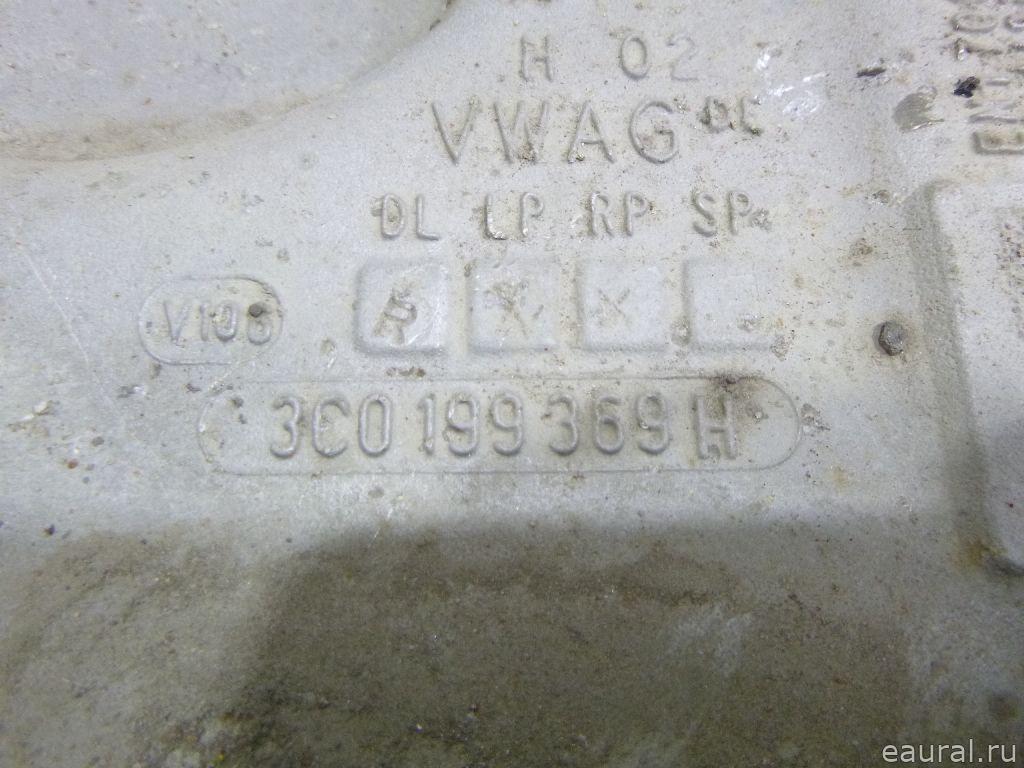 H 02
VWAG
DL LP RP SP
V106
3C0 199 369 H
eaural.ru